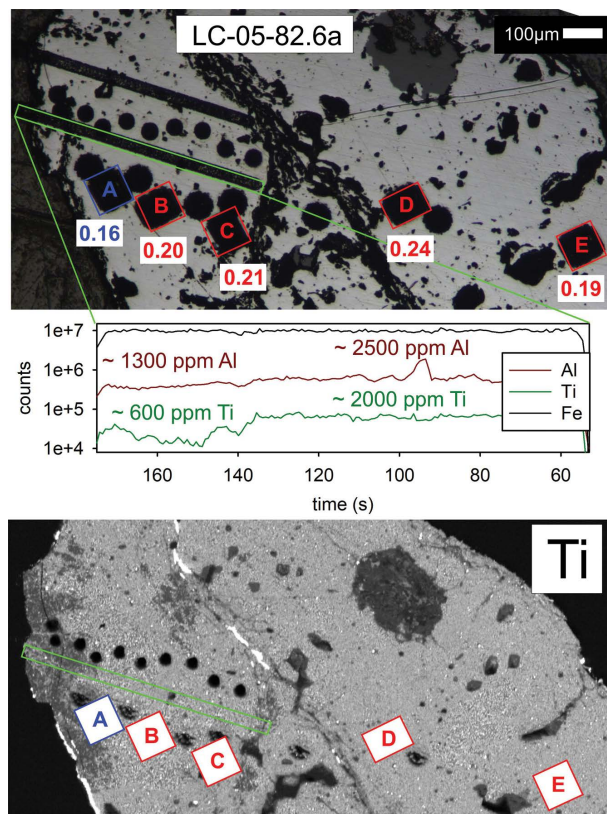 LC-05-82.6a
100µm
A
B
C
D
E
0.16
0.20
0.21
0.24
0.19
1e+7
1e+6
1e+5
1e+4
counts
~ 1300 ppm Al
~ 2500 ppm Al
~ 600 ppm Ti
~ 2000 ppm Ti
Al
Ti
Fe
160 140 120 100 80 60
time (s)
Ti
A
B
C
D
E